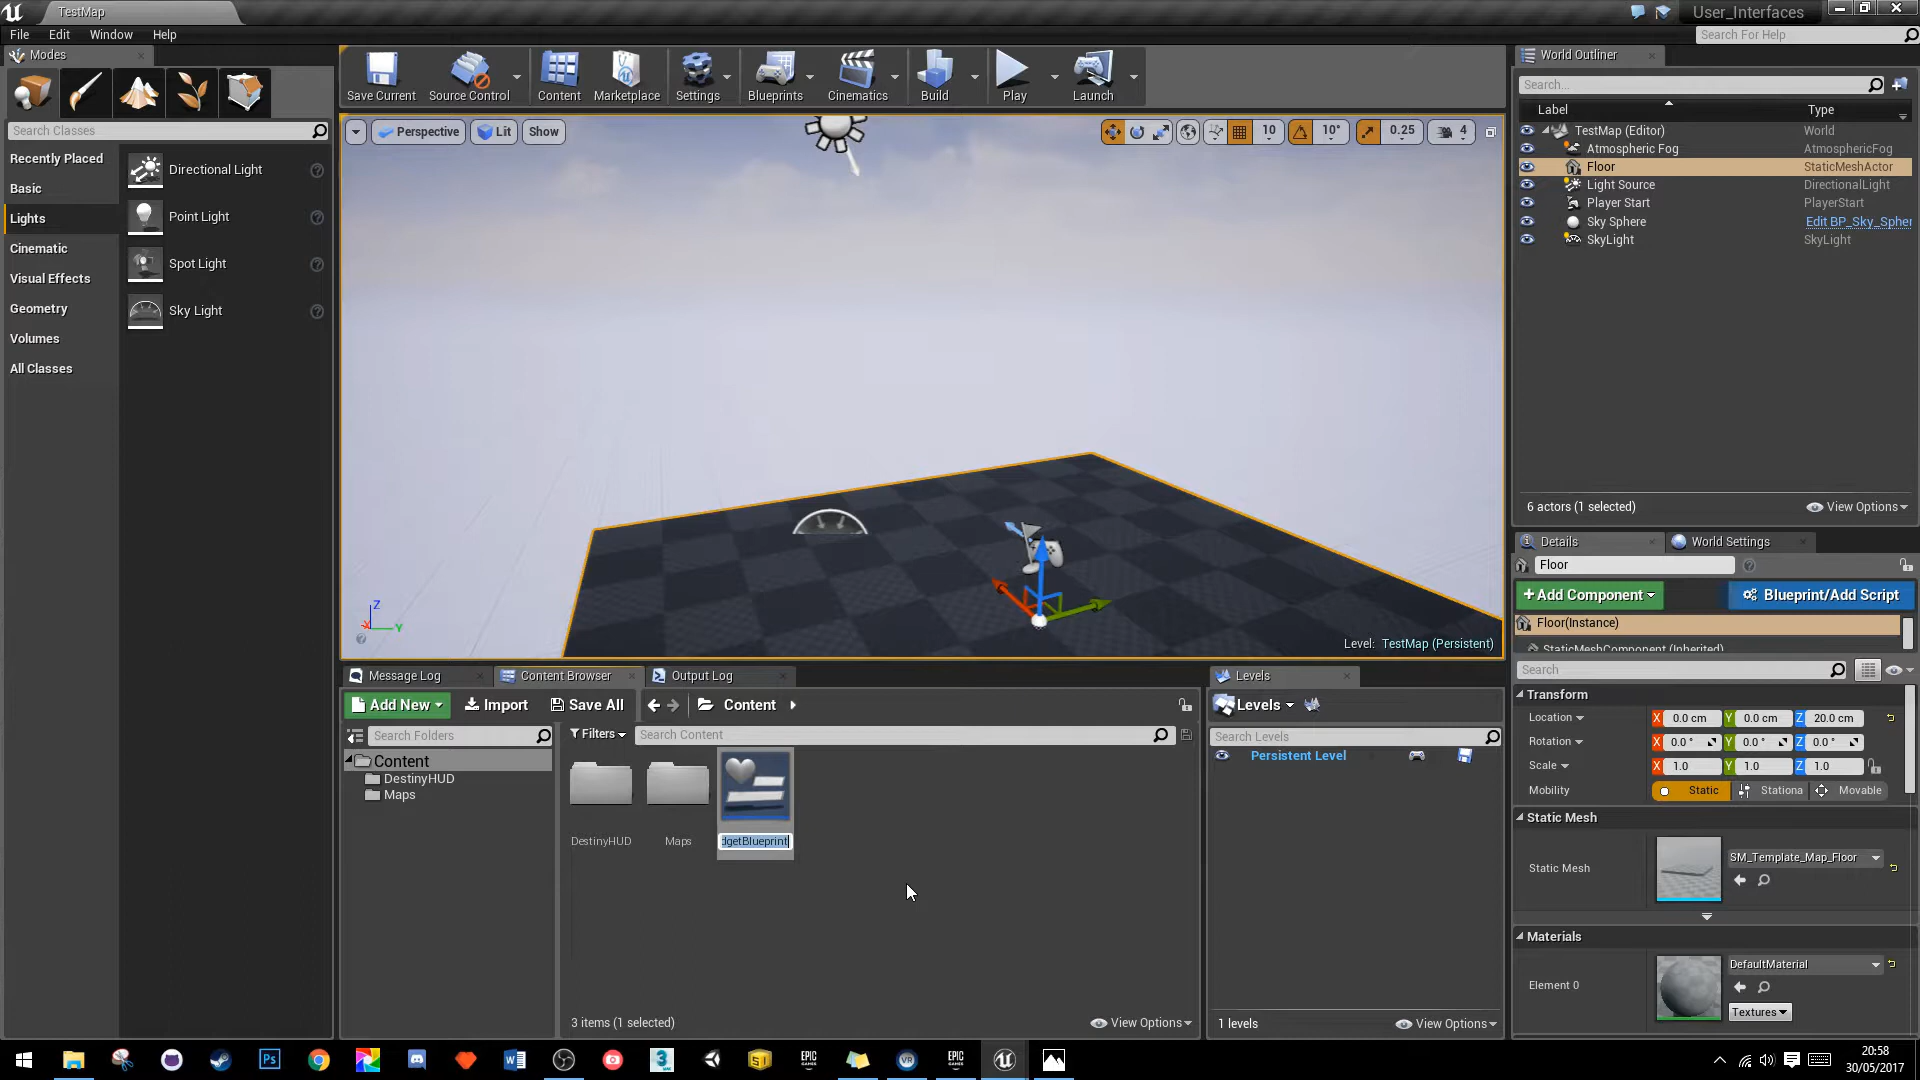 TestMap
User_Interfaces
File Edit Window Help
Search For Help
Modes
Search Classes
Recently Placed
Basic
Lights
Cinematic
Visual Effects
Geometry
Volumes
All Classes
Directional Light
Point Light
Spot Light
Sky Light
Save Current
Source Control
Content
Marketplace
Settings
Blueprints
Cinematics
Build
Play
Launch
Perspective
Lit
Show
10
10°
0.25
4
Z
X
Y
Level: TestMap (Persistent)
World Outliner
Search...
Label Type
TestMap (Editor) World
Atmospheric Fog AtmosphericFog
Floor StaticMeshActor
Light Source DirectionalLight
Player Start PlayerStart
Sky Sphere Edit BP_Sky_Spher
SkyLight SkyLight
6 actors (1 selected)
View Options
Details
World Settings
Floor
+Add Component
Blueprint/Add Script
Floor(Instance)
StaticMeshComponent (Inherited)
Search
Transform
Location X 0.0 cm Y 0.0 cm Z 20.0 cm
Rotation X 0.0 ° Y 0.0 ° Z 0.0 °
Scale X 1.0 Y 1.0 Z 1.0
Mobility Static Stationa Movable
Static Mesh
Static Mesh
SM_Template_Map_Floor
Materials
Element 0
DefaultMaterial
Textures
Message Log
Content Browser
Output Log
Add New
Import
Save All
Content
Search Folders
Filters
Search Content
Content
DestinyHUD
Maps
DestinyHUD
Maps
dgetBlueprint
3 items (1 selected)
View Options
Levels
Levels
Search Levels
Persistent Level
1 levels
View Options
Ps
EPIC
GAMES
VR
EPIC
GAMES
20:58
30/05/2017